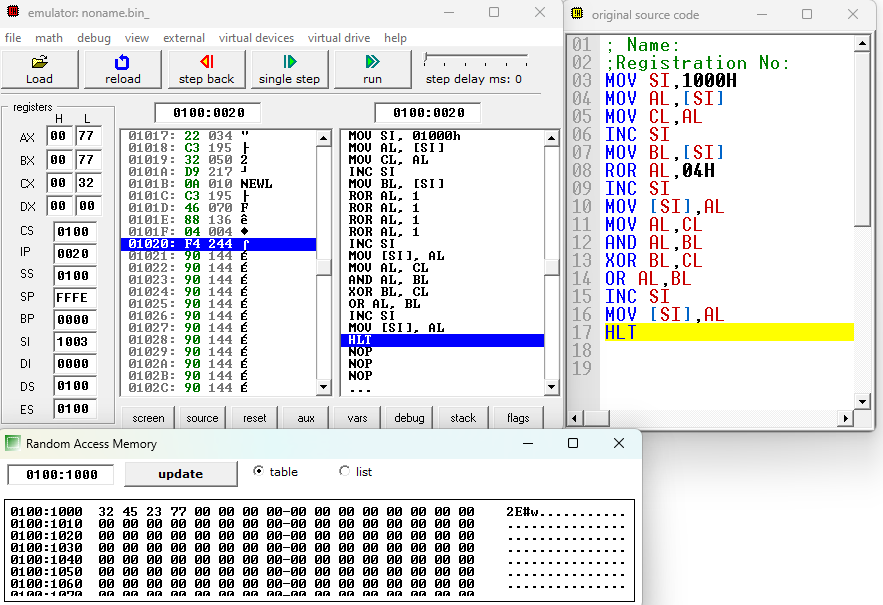 emulator: noname.bin_
file math debug view external virtual devices virtual drive help
Load reload step back single step run step delay ms: 0
registers
H L
AX 00 77
BX 00 77
CX 00 32
DX 00 00
CS 0100
IP 0020
SS 0100
SP FFFE
BP 0000
SI 1003
DI 0000
DS 0100
ES 0100
0100:0020
01017: 22 034 "
01018: C3 195 ├
01019: 32 050 2
0101A: D9 217 ┘
0101B: 0A 010 NEWL
0101C: C3 195 ├
0101D: 46 070 F
0101E: 88 136 ê
0101F: 04 004 ♦
01020: F4 244 ⌠
01021: 90 144 É
01022: 90 144 É
01023: 90 144 É
01024: 90 144 É
01025: 90 144 É
01026: 90 144 É
01027: 90 144 É
01028: 90 144 É
01029: 90 144 É
0102A: 90 144 É
0102B: 90 144 É
0102C: 90 144 É
0100:0020
MOV SI, 01000h
MOV AL, [SI]
MOV CL, AL
INC SI
MOV BL, [SI]
ROR AL, 1
ROR AL, 1
ROR AL, 1
ROR AL, 1
INC SI
MOV [SI], AL
MOV AL, CL
AND AL, BL
XOR BL, CL
OR AL, BL
INC SI
MOV [SI], AL
HLT
NOP
NOP
NOP
...
screen source reset aux vars debug stack flags
original source code
01 ; Name:
02 ;Registration No:
03 MOV SI,1000H
04 MOV AL,[SI]
05 MOV CL,AL
06 INC SI
07 MOV BL,[SI]
08 ROR AL,04H
09 INC SI
10 MOV [SI],AL
11 MOV AL,CL
12 AND AL,BL
13 XOR BL,CL
14 OR AL,BL
15 INC SI
16 MOV [SI],AL
17 HLT
18
19
Random Access Memory
0100:1000 update table list
0100:1000 32 45 23 77 00 00 00 00-00 00 00 00 00 00 00 00 2E#w............
0100:1010 00 00 00 00 00 00 00 00-00 00 00 00 00 00 00 00 ................
0100:1020 00 00 00 00 00 00 00 00-00 00 00 00 00 00 00 00 ................
0100:1030 00 00 00 00 00 00 00 00-00 00 00 00 00 00 00 00 ................
0100:1040 00 00 00 00 00 00 00 00-00 00 00 00 00 00 00 00 ................
0100:1050 00 00 00 00 00 00 00 00-00 00 00 00 00 00 00 00 ................
0100:1060 00 00 00 00 00 00 00 00-00 00 00 00 00 00 00 00 ................
0100:1070 00 00 00 00 00 00 00 00-00 00 00 00 00 00 00 00